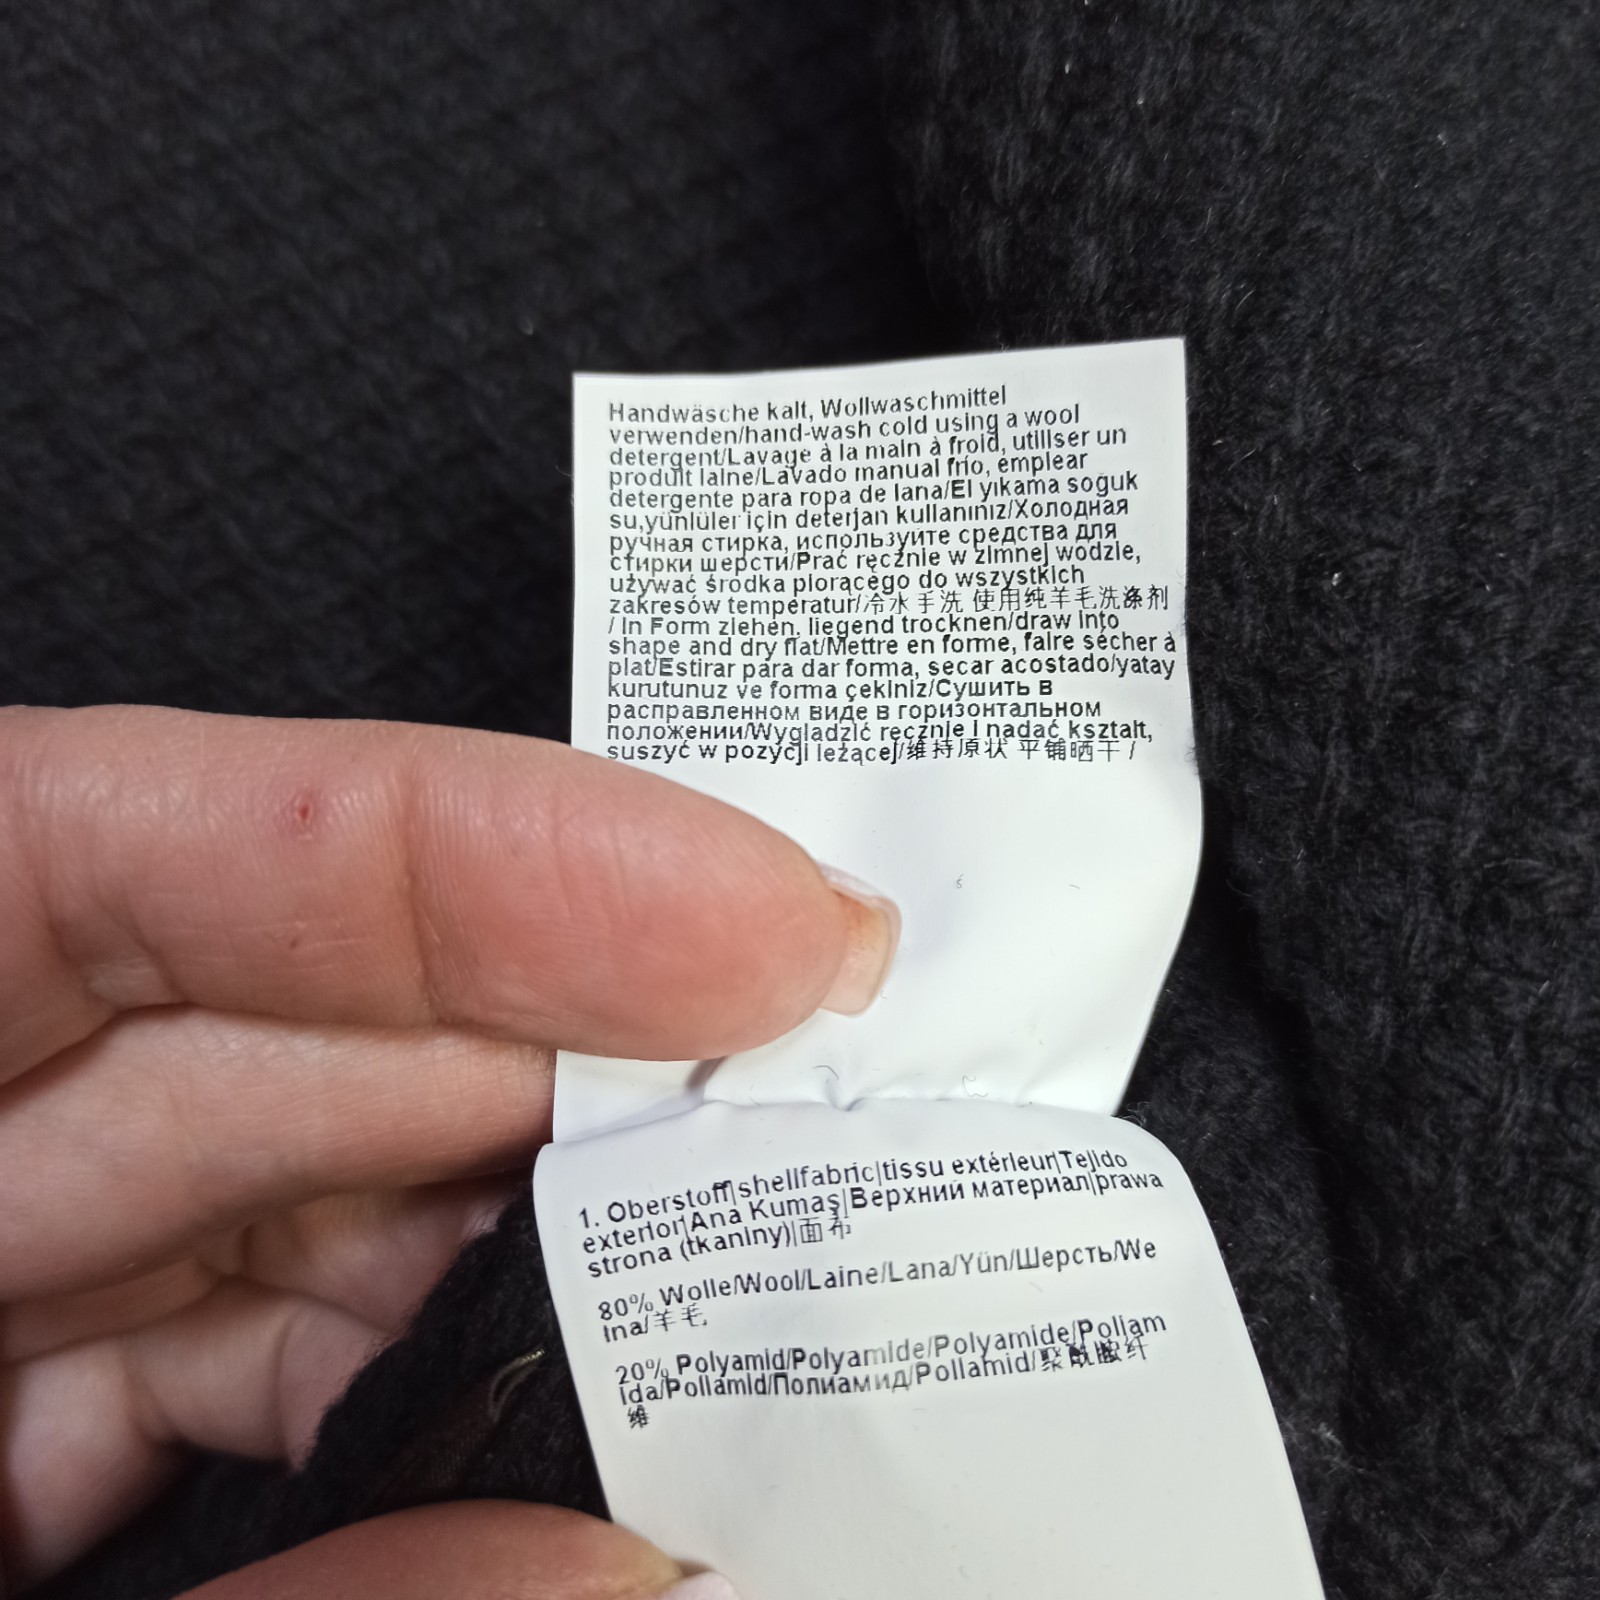 Handwäsche kalt, Wollwaschmittel
verwenden/hand-wash cold using a wool
detergent/Lavage à la main à froid, utiliser un
produit laine/Lavado manual frío, emplear
detergente para ropa de lana/El yıkama soğuk
su,yünlüler için deterjan kullanınız/Холодная
ручная стирка, используйте средства для
стирки шерсти/Prać ręcznie w zimnej wodzie,
używać środka piorącego do wszystkich
zakresów temperatur/冷水手洗 使用纯羊毛洗涤剂
/ In Form ziehen, liegend trocknen/draw into
shape and dry flat/Mettre en forme, faire sécher à
plat/Estirar para dar forma, secar acostado/yatay
kurutunuz ve forma çekiniz/Сушить в
расправленном виде в горизонтальном
положении/Wygladzić ręcznie i nadać kształt,
suszyć w pozycji leżącej/维持原状 平铺晒干 /
1. Oberstoff|shellfabric|tissu extérieur|Tejido
exterior|Ana Kumaş|Верхний материал|prawa
strona (tkaniny)|面布
80% Wolle/Wool/Laine/Lana/Yün/Шерсть/We
lna/羊毛
20% Polyamid/Polyamide/Polyamide/Poliam
ida/Poliamid/Полиамид/Poliamid/聚酰胺纤
维